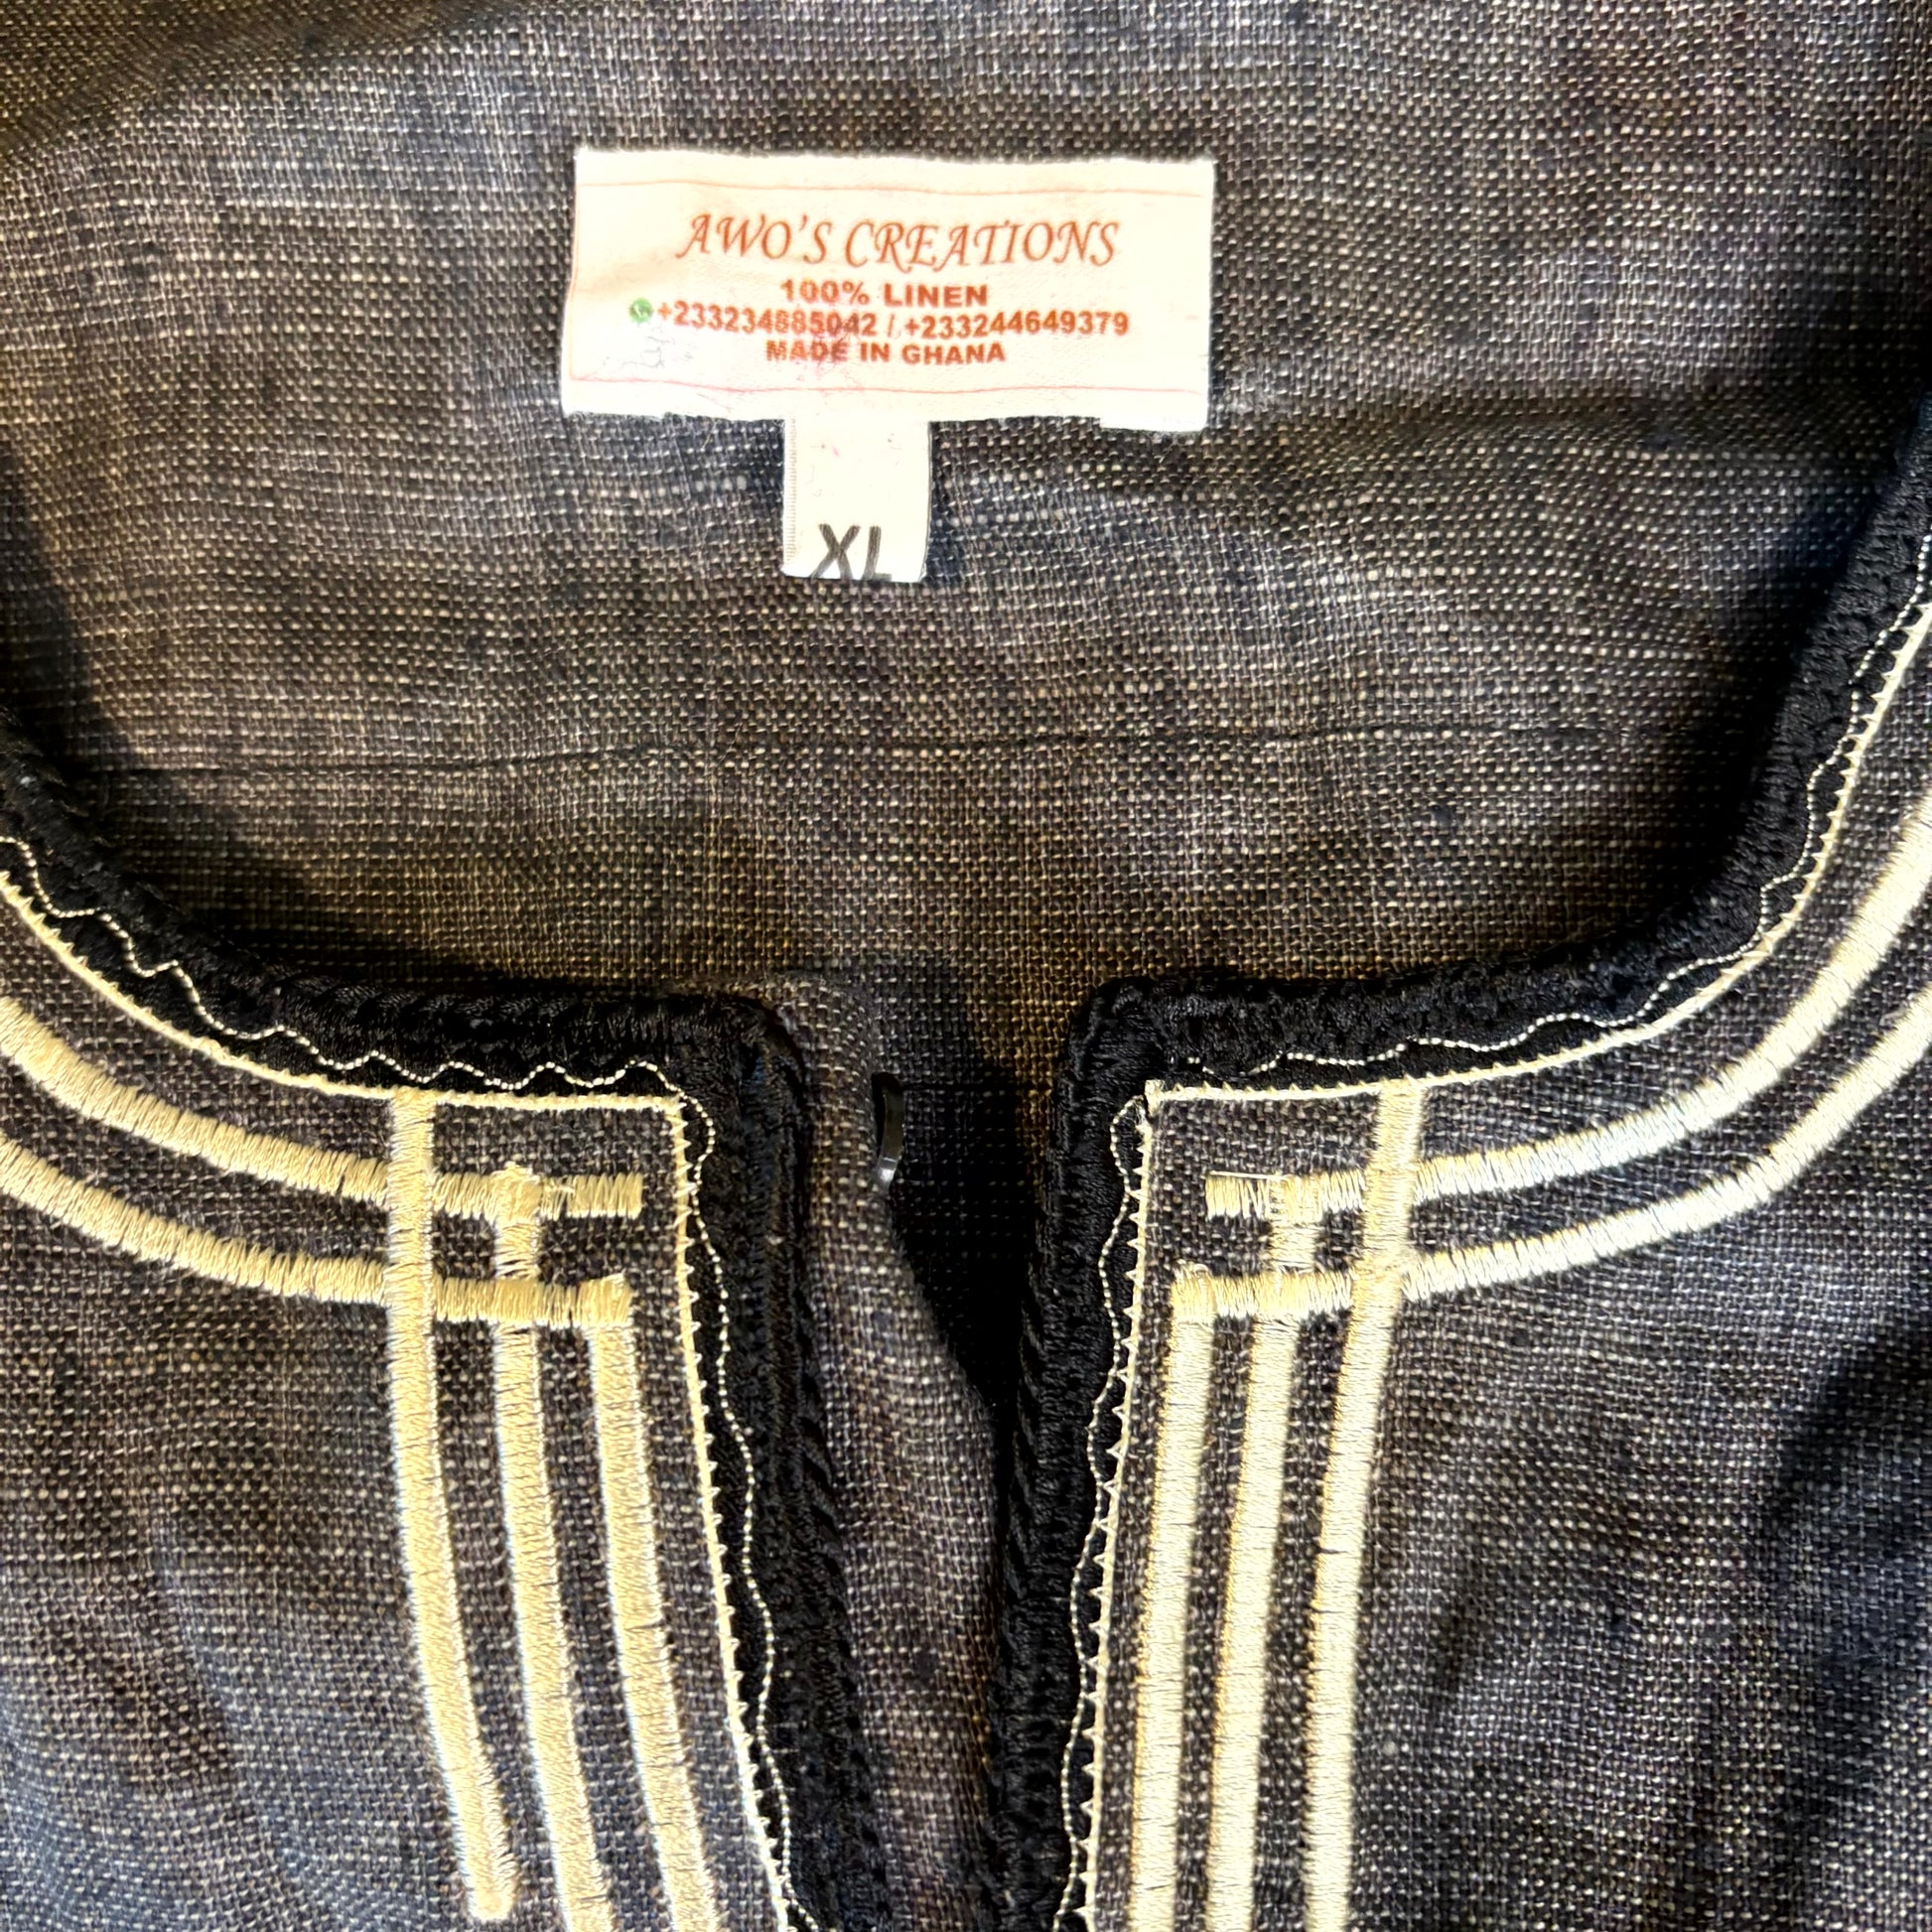 AWO'S CREATIONS
100% LINEN
+233234885042 / +233244649379
MADE IN GHANA
XL